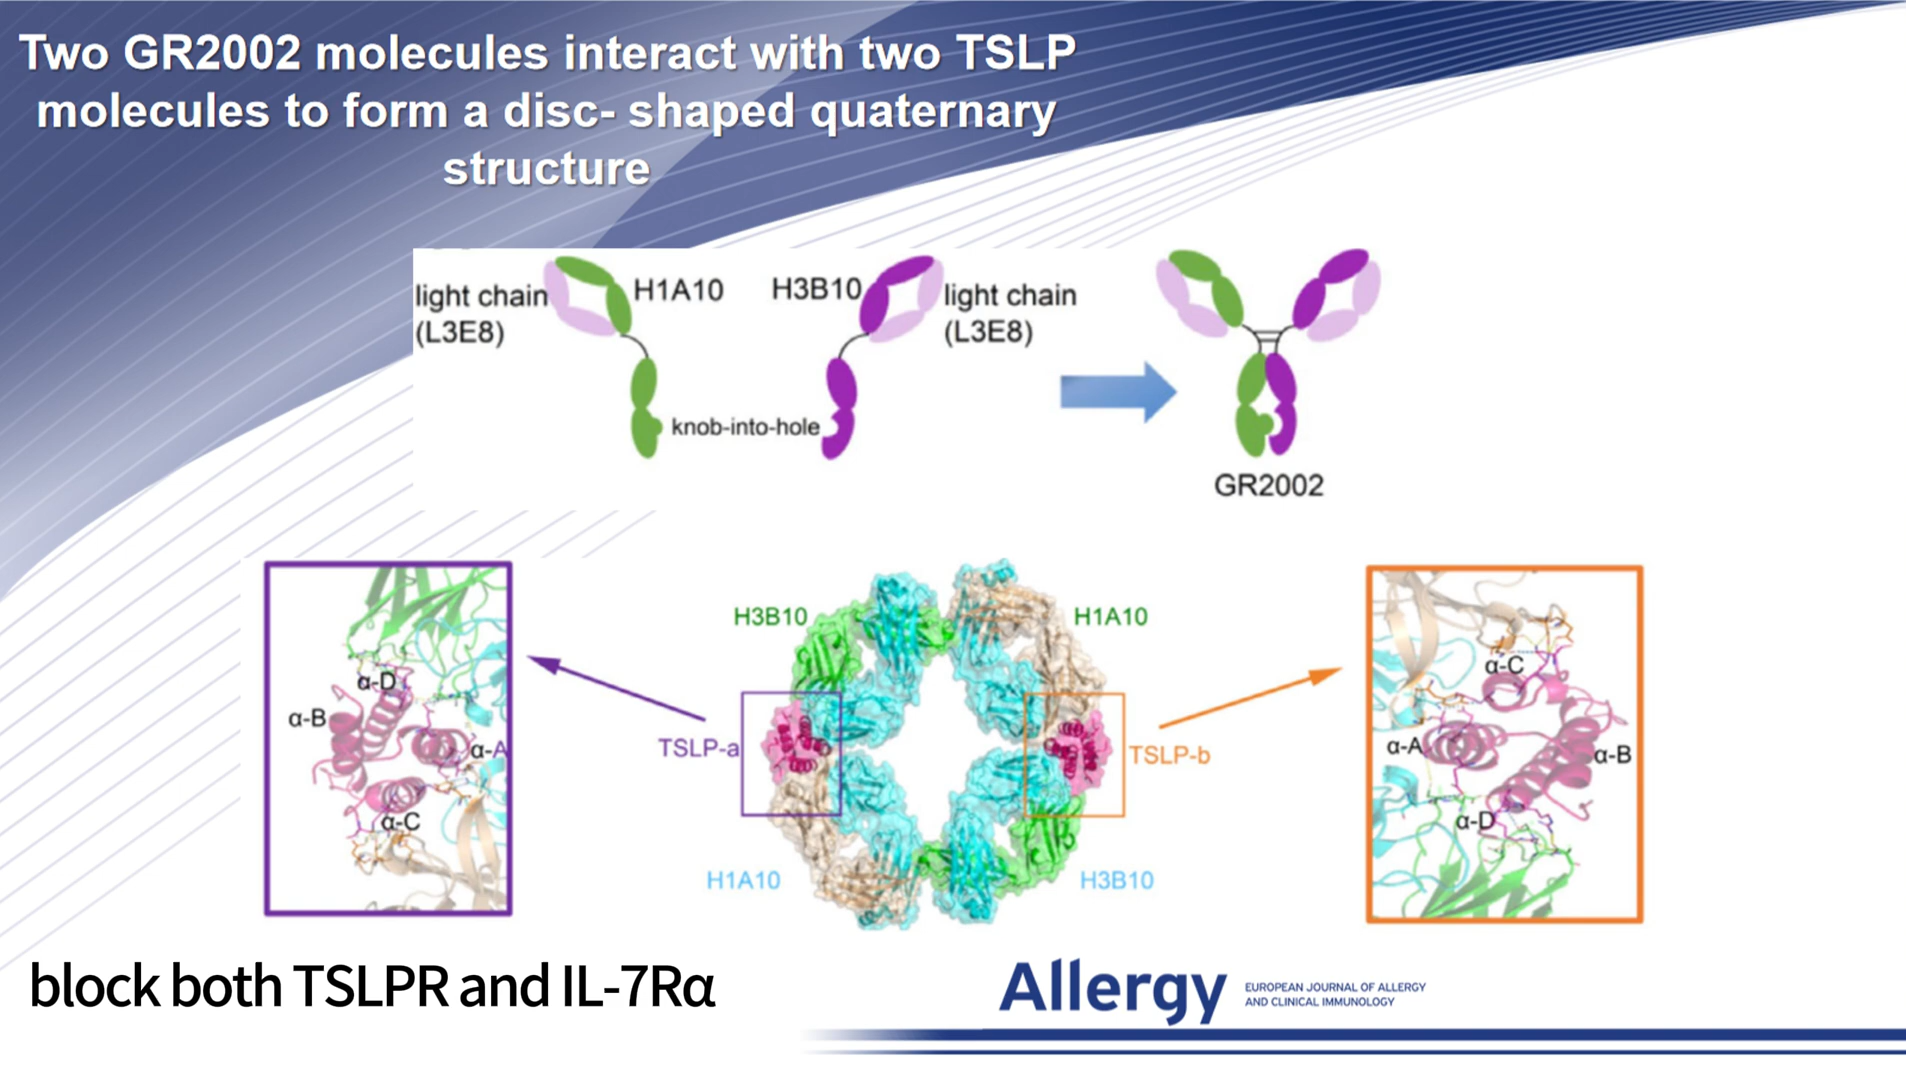 Two GR2002 molecules interact with two TSLP
molecules to form a disc- shaped quaternary
structure
light chain
(L3E8)
H1A10
H3B10
light chain
(L3E8)
knob-into-hole
GR2002
H3B10
H1A10
TSLP-a
TSLP-b
H1A10
H3B10
α-D
α-B
α-A
α-C
α-C
α-A
α-B
α-D
block both TSLPR and IL-7Rα
Allergy
EUROPEAN JOURNAL OF ALLERGY
AND CLINICAL IMMUNOLOGY